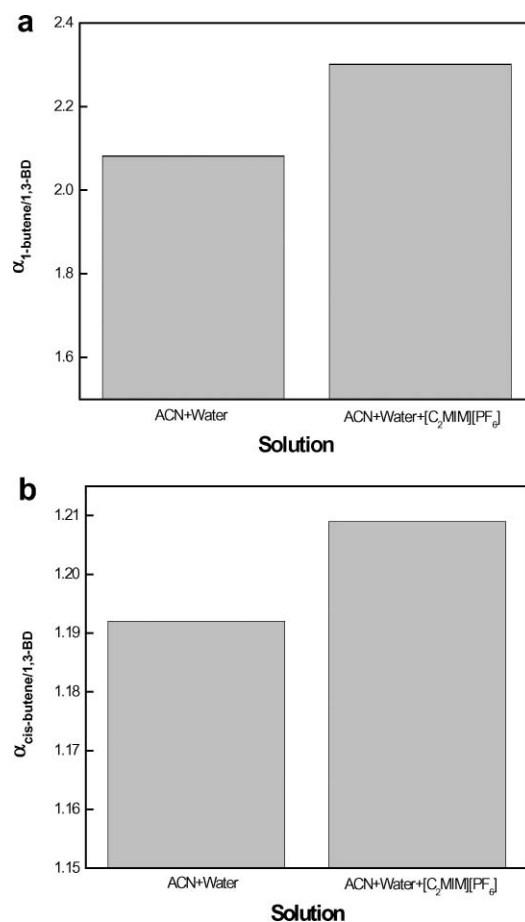 a
2.4
2.2
2.0
1.8
1.6
α1-butene/1,3-BD
ACN+Water
ACN+Water+[C2MIM][PF6]
Solution
b
1.21
1.20
1.19
1.18
1.17
1.16
1.15
αcis-butene/1,3-BD
ACN+Water
ACN+Water+[C2MIM][PF6]
Solution